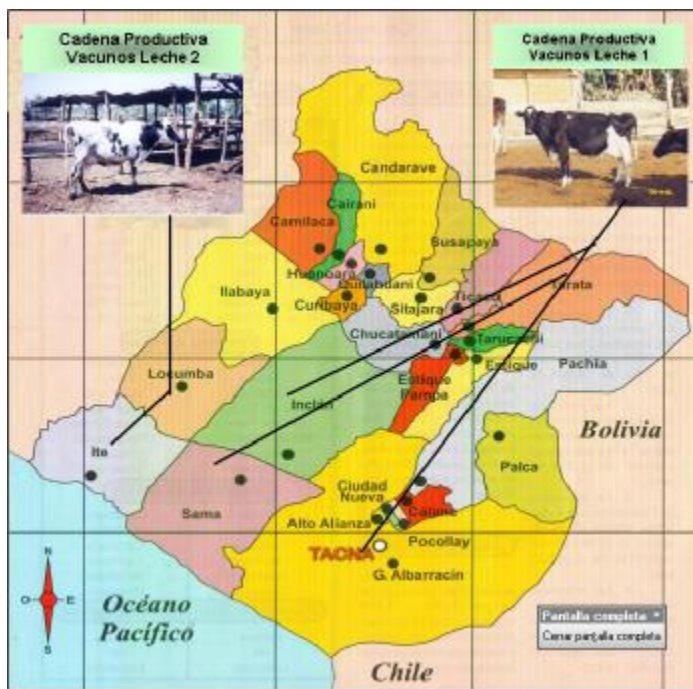 Cadena Productiva
Vacunos Leche 2
Cadena Productiva
Vacunos Leche 1
Candarave
Cairani
Camilaca
Susapaya
Huanuara
Quilahuani
Ilabaya
Curibaya
Sitajara
Ticaco
Tarata
Chucatamani
Tarucachi
Estique
Pachia
Locumba
Estique
Pampa
Inclán
Bolivia
Ite
Palca
Ciudad
Nueva
Sama
Calana
Alto Alianza
Pocollay
TACNA
G. Albarracín
N
O
E
S
Océano
Pacífico
Pantalla completa
Cerrar pantalla completa
Chile